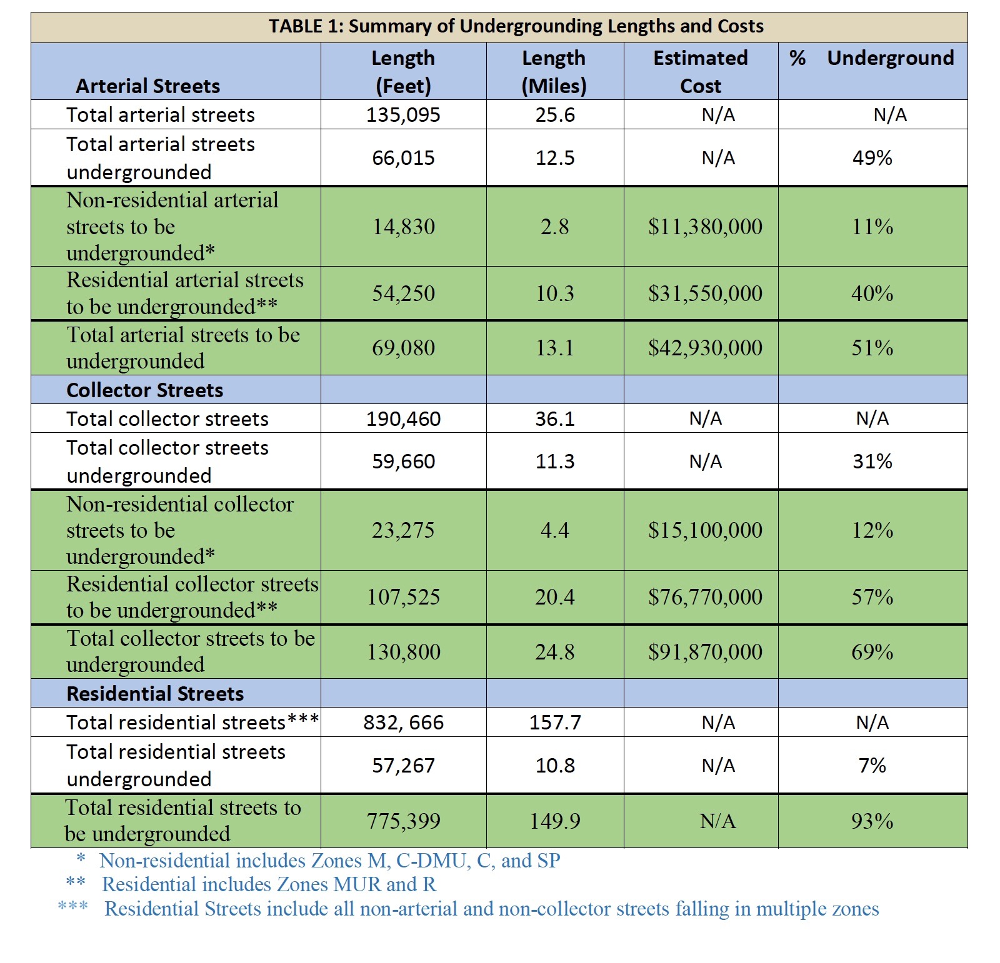 TABLE 1: Summary of Undergrounding Lengths and Costs
Arterial Streets
Length
(Feet)
Length
(Miles)
Estimated
Cost
% Underground
Total arterial streets 135,095 25.6 N/A N/A
Total arterial streets
undergrounded
66,015 12.5 N/A 49%
Non-residential arterial
streets to be
undergrounded*
14,830 2.8 $11,380,000 11%
Residential arterial streets
to be undergrounded**
54,250 10.3 $31,550,000 40%
Total arterial streets to be
undergrounded
69,080 13.1 $42,930,000 51%
Collector Streets
Total collector streets 190,460 36.1 N/A N/A
Total collector streets
undergrounded
59,660 11.3 N/A 31%
Non-residential collector
streets to be
undergrounded*
23,275 4.4 $15,100,000 12%
Residential collector streets
to be undergrounded**
107,525 20.4 $76,770,000 57%
Total collector streets to be
undergrounded
130,800 24.8 $91,870,000 69%
Residential Streets
Total residential streets*** 832, 666 157.7 N/A N/A
Total residential streets
undergrounded
57,267 10.8 N/A 7%
Total residential streets to
be undergrounded
775,399 149.9 N/A 93%
* Non-residential includes Zones M, C-DMU, C, and SP
** Residential includes Zones MUR and R
*** Residential Streets include all non-arterial and non-collector streets falling in multiple zones